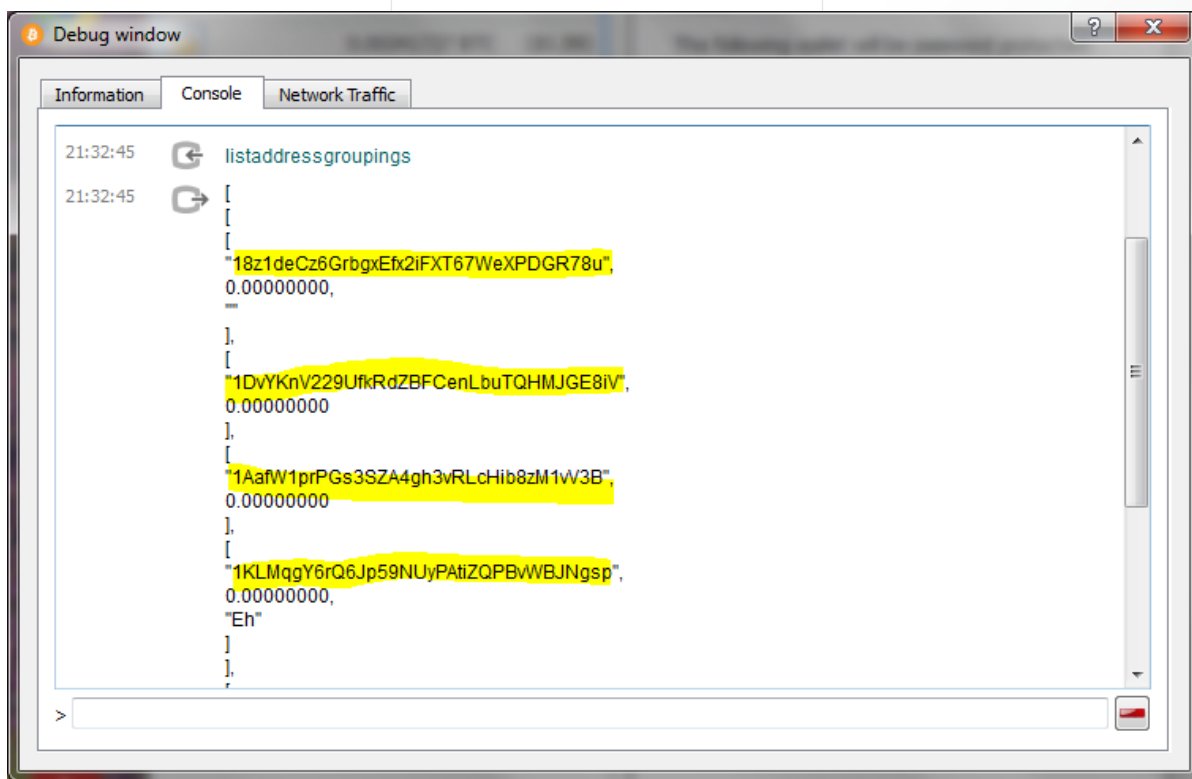 Debug window
Information Console Network Traffic
21:32:45 listaddressgroupings
21:32:45 [
[
[
"18z1deCz6GrbgxEfx2iFXT67WeXPDGR78u",
0.00000000,
""
],
[
"1DvYKnV229UfkRdZBFCenLbuTQHMJGE8iV",
0.00000000
],
[
"1AafW1prPGs3SZA4gh3vRLcHib8zM1vV3B",
0.00000000
],
[
"1KLMqgY6rQ6Jp59NUyPAtiZQPBvWBJNgsp",
0.00000000,
"Eh"
]
],
[
>